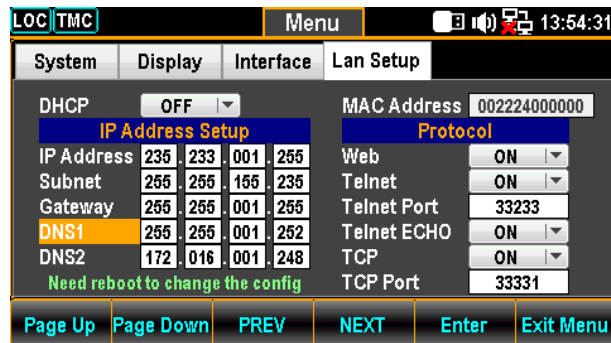 LOC TMC Menu 13:54:31
System Display Interface Lan Setup
DHCP OFF MAC Address 002224000000
IP Address Setup Protocol
IP Address 235 . 233 . 001 . 255 Web ON
Subnet 255 . 255 . 155 . 235 Telnet ON
Gateway 255 . 255 . 001 . 255 Telnet Port 33233
DNS1 255 . 255 . 001 . 252 Telnet ECHO ON
DNS2 172 . 016 . 001 . 248 TCP ON
Need reboot to change the config TCP Port 33331
Page Up Page Down PREV NEXT Enter Exit Menu